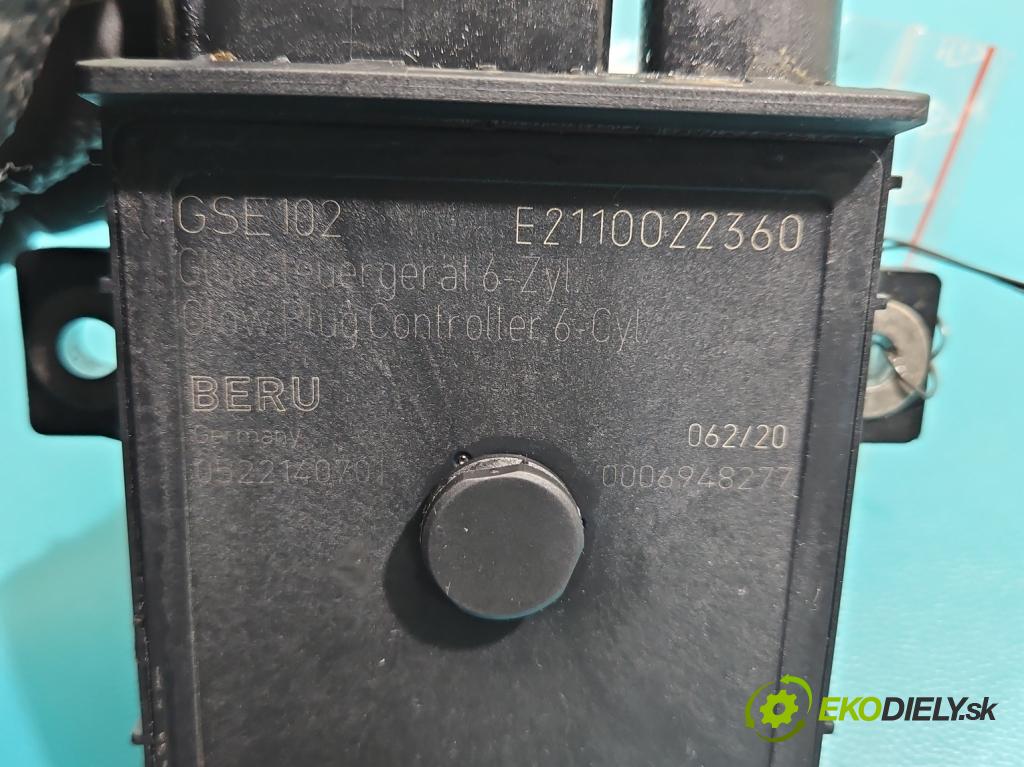 GSE102 E2110022360
Glühsteuergerät 6-Zyl.
Glow Plug Controller 6-Cyl.
BERU
Germany 062/20
0522140701 0006948277
EKODIELY.sk